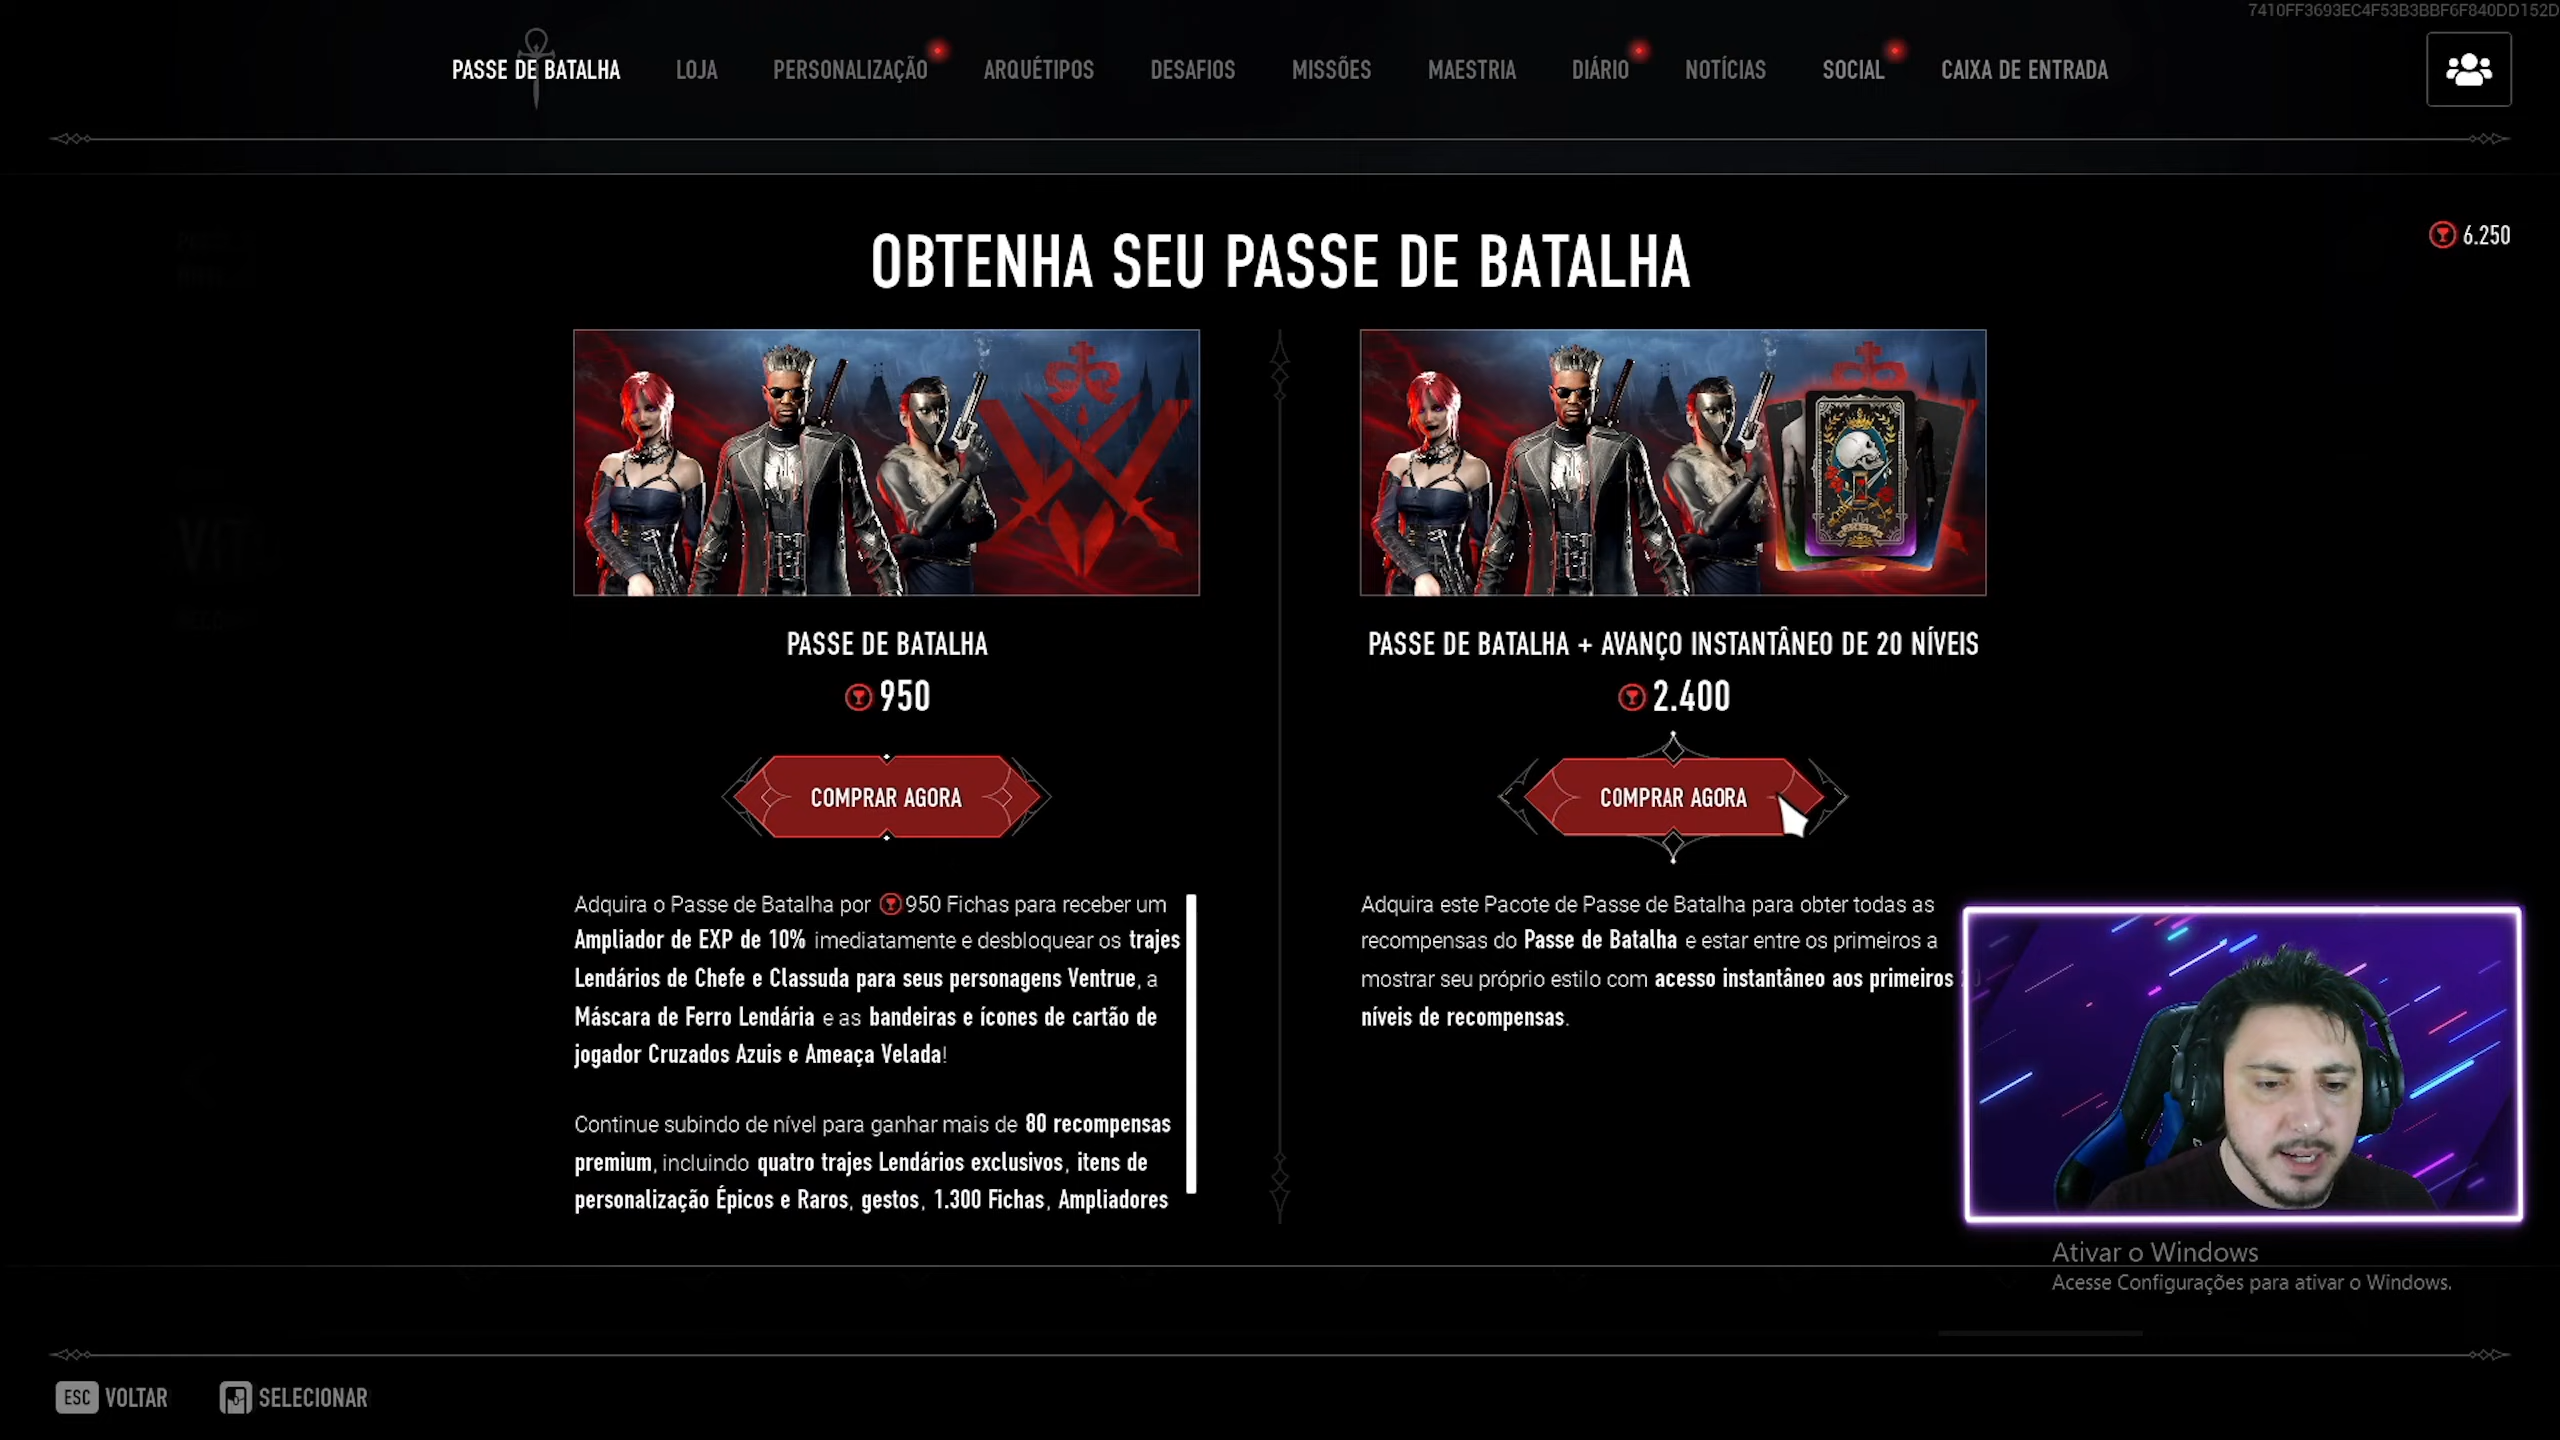 7410FF3693EC4F53B3BBF6F840DD152D
PASSE DE BATALHA
LOJA
PERSONALIZAÇÃO
ARQUÉTIPOS
DESAFIOS
MISSÕES
MAESTRIA
DIÁRIO
NOTÍCIAS
SOCIAL
CAIXA DE ENTRADA
6.250
OBTENHA SEU PASSE DE BATALHA
PASSE DE BATALHA
950
COMPRAR AGORA
Adquira o Passe de Batalha por 950 Fichas para receber um
Ampliador de EXP de 10% imediatamente e desbloquear os trajes
Lendários de Chefe e Classuda para seus personagens Ventrue, a
Máscara de Ferro Lendária e as bandeiras e ícones de cartão de
jogador Cruzados Azuis e Ameaça Velada!
Continue subindo de nível para ganhar mais de 80 recompensas
premium, incluindo quatro trajes Lendários exclusivos, itens de
personalização Épicos e Raros, gestos, 1.300 Fichas, Ampliadores
PASSE DE BATALHA + AVANÇO INSTANTÂNEO DE 20 NÍVEIS
2.400
COMPRAR AGORA
Adquira este Pacote de Passe de Batalha para obter todas as
recompensas do Passe de Batalha e estar entre os primeiros a
mostrar seu próprio estilo com acesso instantâneo aos primeiros
níveis de recompensas.
Ativar o Windows
Acesse Configurações para ativar o Windows.
ESC VOLTAR
SELECIONAR